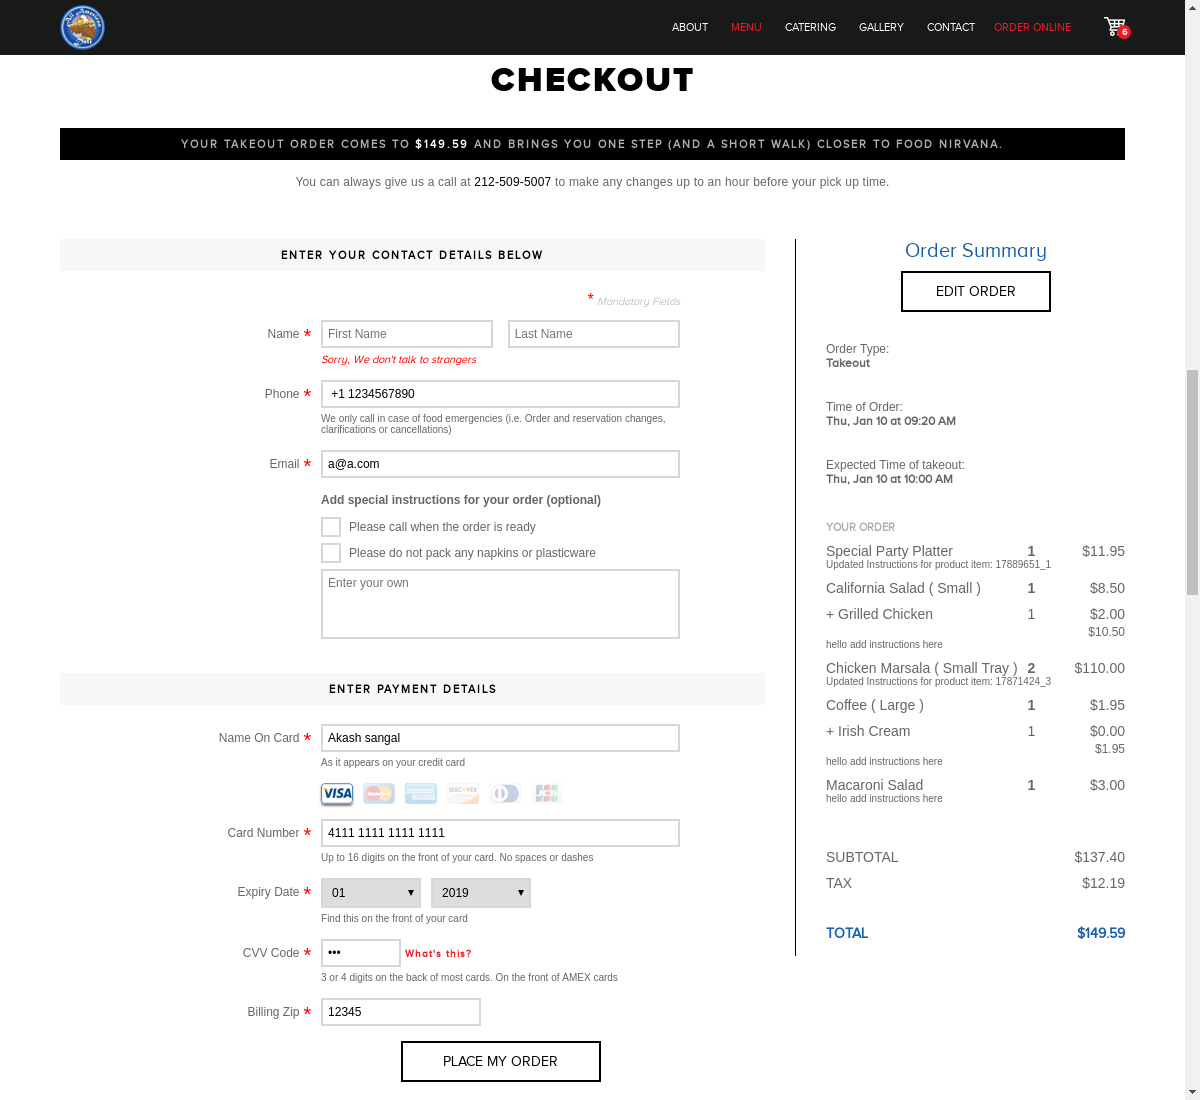 All American
Deli
ABOUT MENU CATERING GALLERY CONTACT ORDER ONLINE 6
CHECKOUT
YOUR TAKEOUT ORDER COMES TO $149.59 AND BRINGS YOU ONE STEP (AND A SHORT WALK) CLOSER TO FOOD NIRVANA.
You can always give us a call at 212-509-5007 to make any changes up to an hour before your pick up time.
ENTER YOUR CONTACT DETAILS BELOW
* Mandatory Fields
Name * First Name Last Name
Sorry, We don't talk to strangers
Phone * +1 1234567890
We only call in case of food emergencies (i.e. Order and reservation changes,
clarifications or cancellations)
Email * a@a.com
Add special instructions for your order (optional)
Please call when the order is ready
Please do not pack any napkins or plasticware
Enter your own
ENTER PAYMENT DETAILS
Name On Card * Akash sangal
As it appears on your credit card
VISA MasterCard DISCOVER JCB
Card Number * 4111 1111 1111 1111
Up to 16 digits on the front of your card. No spaces or dashes
Expiry Date * 01 2019
Find this on the front of your card
CVV Code * ••• What's this?
3 or 4 digits on the back of most cards. On the front of AMEX cards
Billing Zip * 12345
PLACE MY ORDER
Order Summary
EDIT ORDER
Order Type:
Takeout
Time of Order:
Thu, Jan 10 at 09:20 AM
Expected Time of takeout:
Thu, Jan 10 at 10:00 AM
YOUR ORDER
Special Party Platter 1 $11.95
Updated Instructions for product item: 17889651_1
California Salad ( Small ) 1 $8.50
+ Grilled Chicken 1 $2.00
$10.50
hello add instructions here
Chicken Marsala ( Small Tray ) 2 $110.00
Updated Instructions for product item: 17871424_3
Coffee ( Large ) 1 $1.95
+ Irish Cream 1 $0.00
$1.95
hello add instructions here
Macaroni Salad 1 $3.00
hello add instructions here
SUBTOTAL $137.40
TAX $12.19
TOTAL $149.59